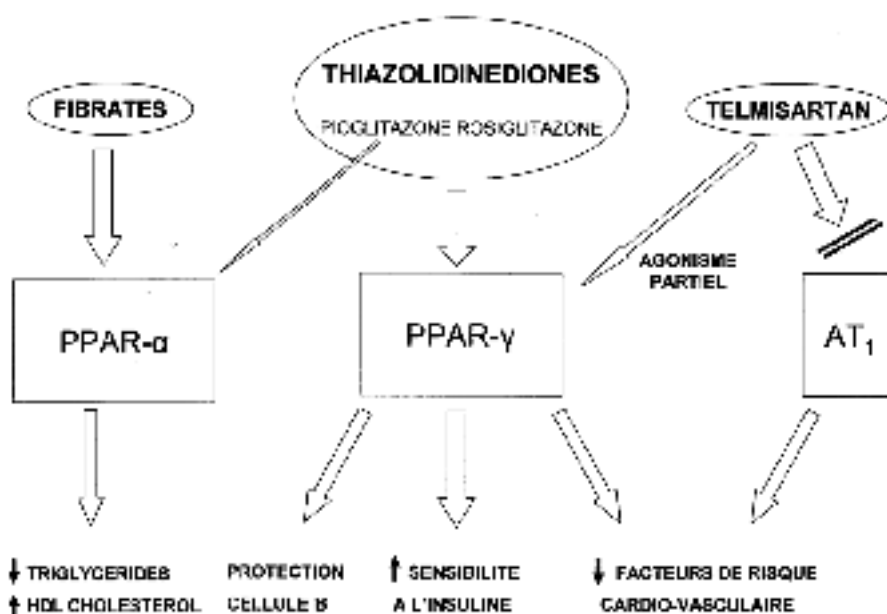 THIAZOLIDINEDIONES
FIBRATES
TELMISARTAN
PIOGLITAZONE ROSIGLITAZONE
AGONISME
PARTIEL
PPAR-α
PPAR-γ
AT₁
↓ TRIGLYCERIDES
↑ HDL CHOLESTEROL
PROTECTION
CELLULE B
↑ SENSIBILITE
A L'INSULINE
↓ FACTEURS DE RISQUE
CARDIO-VASCULAIRE